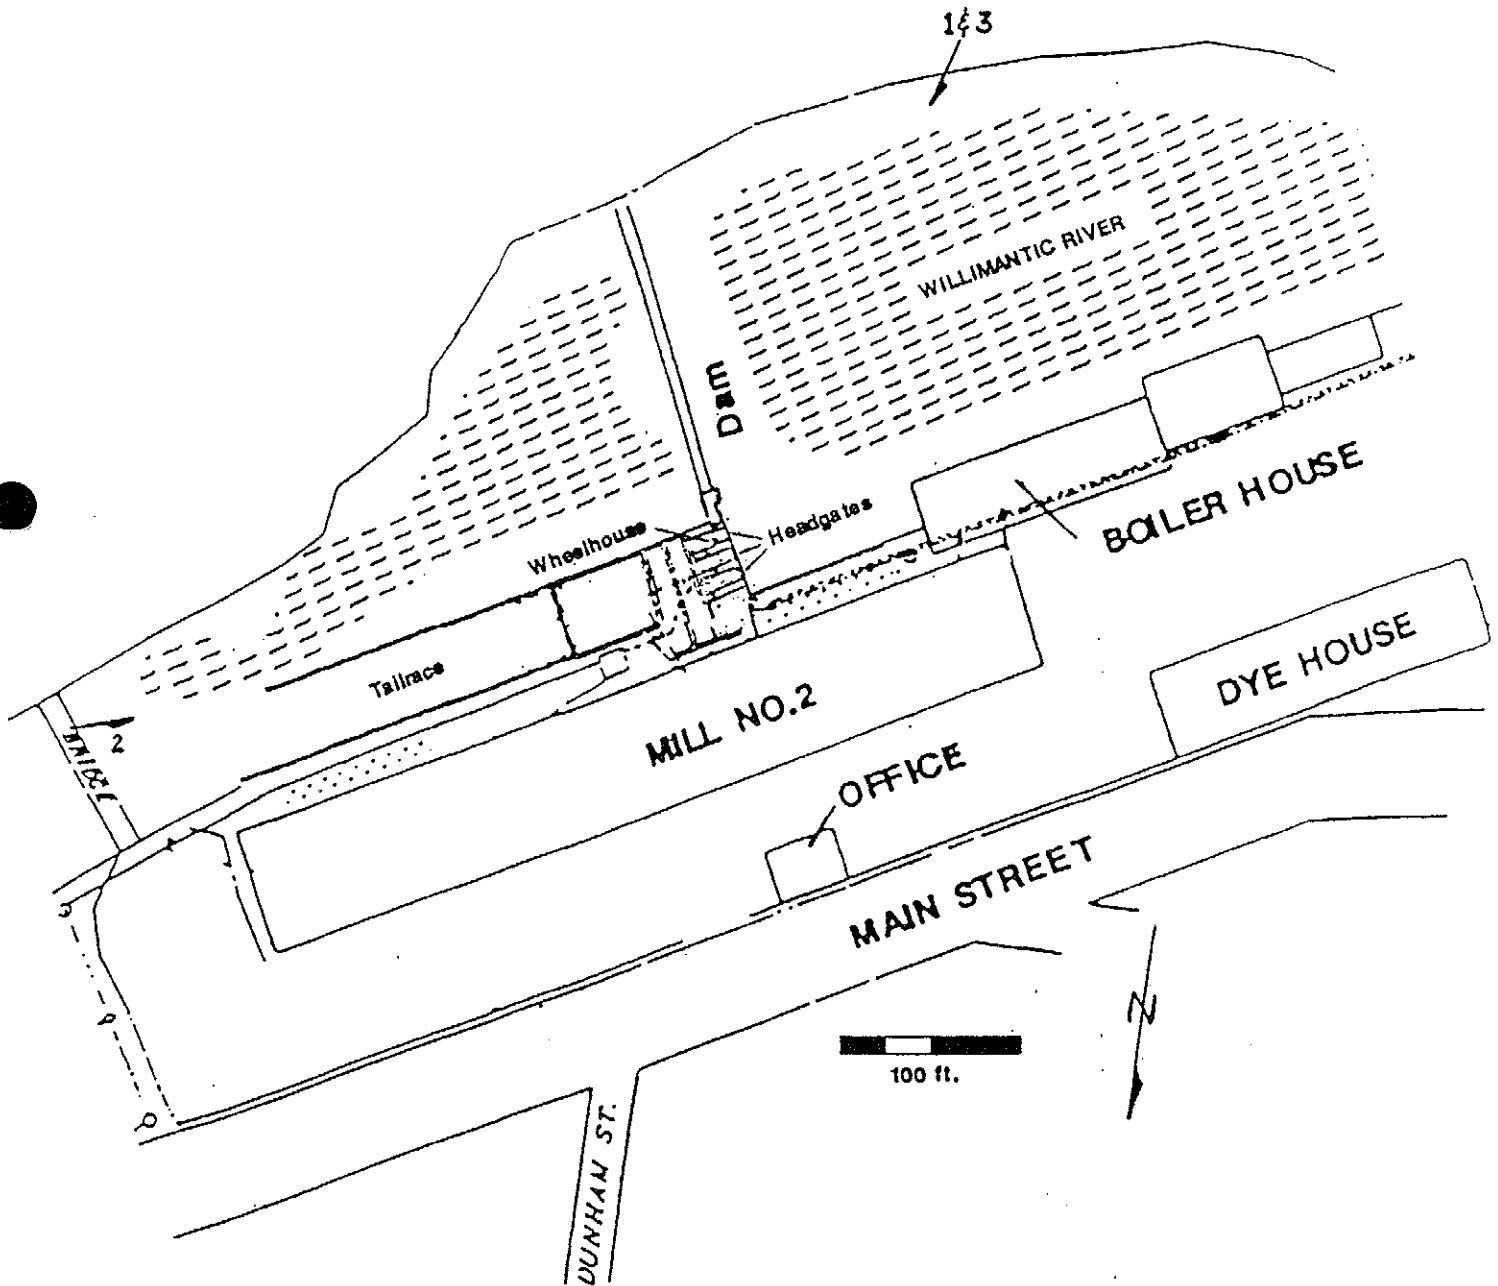 1&3
WILLIMANTIC RIVER
Dam
Headgates
Wheelhouse
BOILER HOUSE
DYE HOUSE
Tailrace
MILL NO.2
2
BRIDGE
OFFICE
MAIN STREET
N
100 ft.
DUNHAM ST.